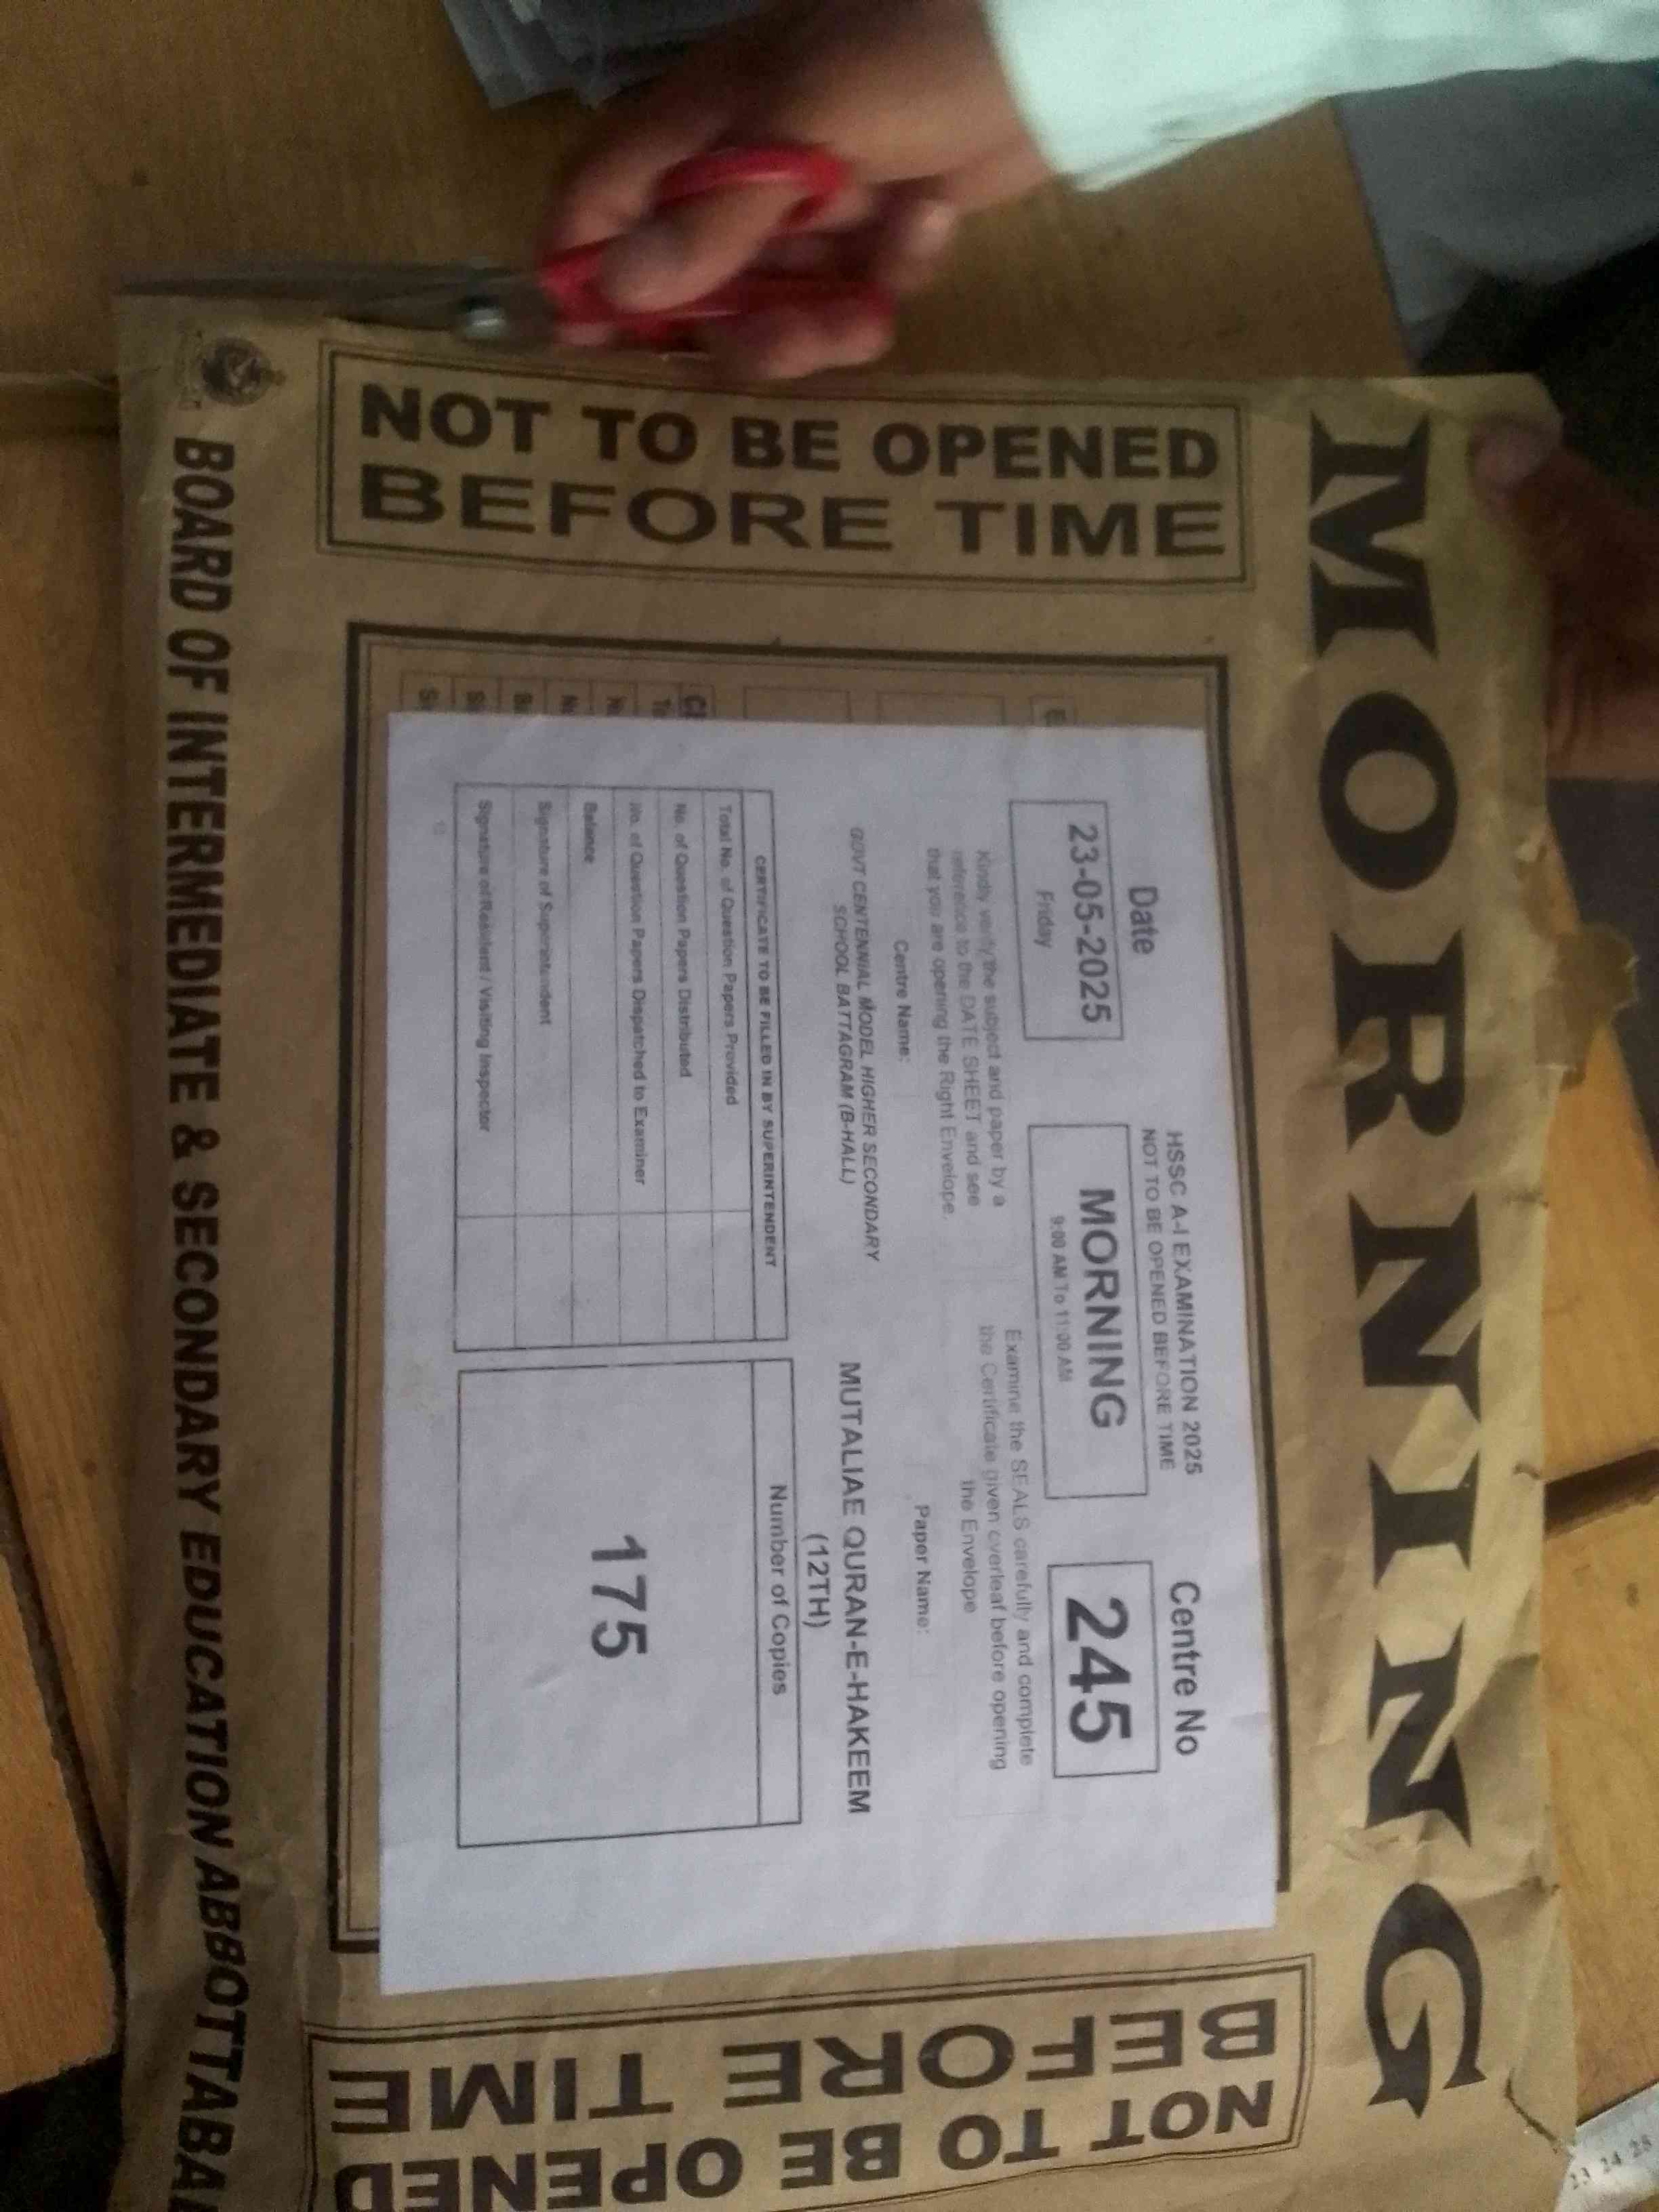 MORNING
NOT TO BE OPENED
BEFORE TIME
HSSC A-I EXAMINATION 2025
NOT TO BE OPENED BEFORE TIME
Date
23-05-2025
Friday
MORNING
9:00 AM To 11:00 AM
Centre No
245
Kindly verify the subject and paper by a
reference to the DATE SHEET and see
that you are opening the Right Envelope.
Examine the SEALS carefully and complete
the Certificate given overleaf before opening
the Envelope
Centre Name:
GOVT CENTENNIAL MODEL HIGHER SECONDARY
SCHOOL BATTAGRAM (B-HALL)
Paper Name:
MUTALIAE QURAN-E-HAKEEM
(12TH)
CERTIFICATE TO BE FILLED IN BY SUPERINTENDENT
Total No. of Question Papers Provided
No. of Question Papers Distributed
No. of Question Papers Dispatched to Examiner
Balance
Signature of Superintendent
Signature of Resident / Visiting Inspector
Number of Copies
175
12
NOT TO BE OPENED
BEFORE TIME
BOARD OF INTERMEDIATE & SECONDARY EDUCATION ABBOTTABA
23 24 25